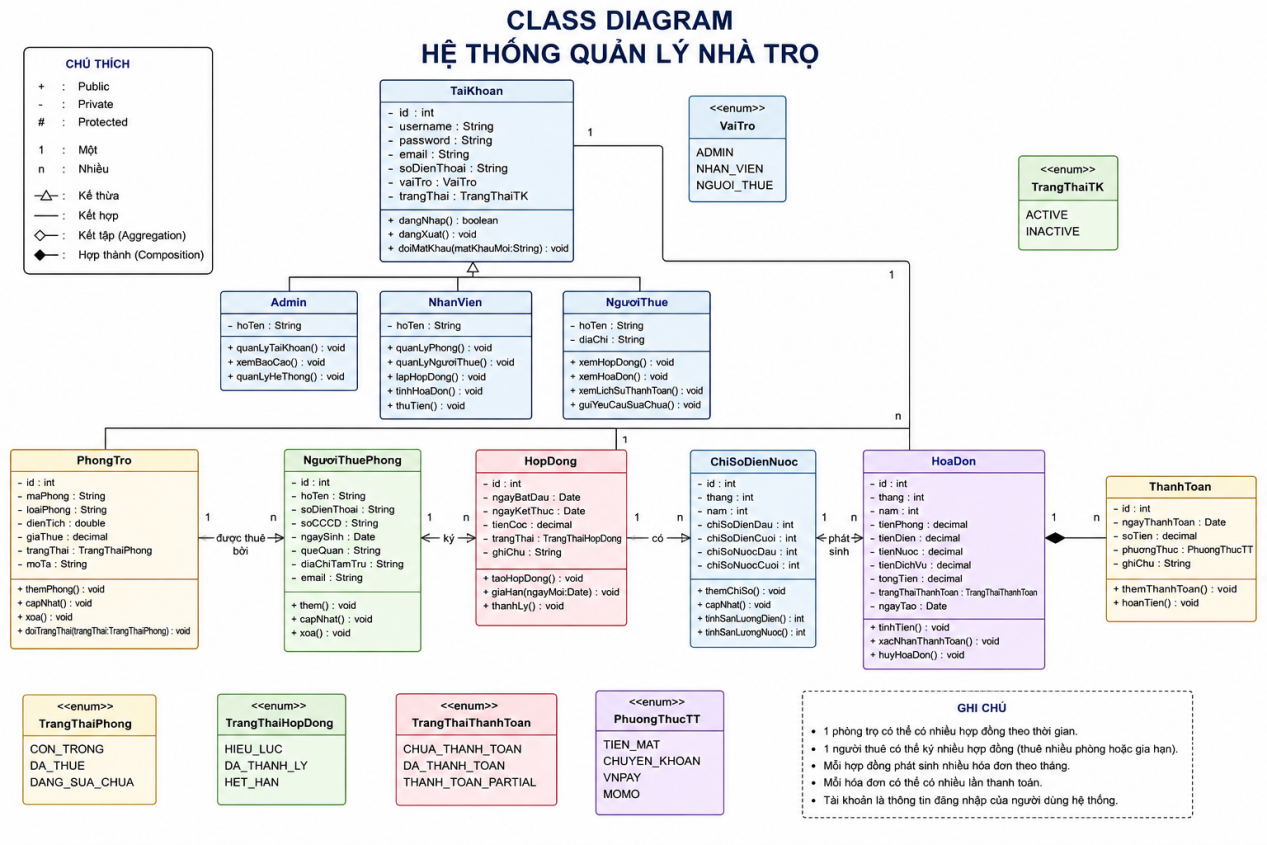 CLASS DIAGRAM
HỆ THỐNG QUẢN LÝ NHÀ TRỌ
CHÚ THÍCH
+ : Public
- : Private
# : Protected
1 : Một
n : Nhiều
: Kế thừa
: Kết hợp
: Kết tập (Aggregation)
: Hợp thành (Composition)
TaiKhoan
- id : int
- username : String
- password : String
- email : String
- soDienThoai : String
- vaiTro : VaiTro
- trangThai : TrangThaiTK
+ dangNhap() : boolean
+ dangXuat() : void
+ doiMatKhau(matKhauMoi:String) : void
1
<<enum>>
VaiTro
ADMIN
NHAN_VIEN
NGUOI_THUE
<<enum>>
TrangThaiTK
ACTIVE
INACTIVE
1
Admin
- hoTen : String
+ quanLyTaiKhoan() : void
+ xemBaoCao() : void
+ quanLyHeThong() : void
NhanVien
- hoTen : String
+ quanLyPhong() : void
+ quanLyNgượiThue() : void
+ lapHopDong() : void
+ tinhHoaDon() : void
+ thuTien() : void
NgượiThue
- hoTen : String
- diaChi : String
+ xemHopDong() : void
+ xemHoaDon() : void
+ xemLichSuThanhToan() : void
+ guiYeuCauSuaChua() : void
n
1
PhongTro
- id : int
- maPhong : String
- loaiPhong : String
- dienTich : double
- giaThue : decimal
- trangThai : TrangThaiPhong
- moTa : String
+ themPhong() : void
+ capNhat() : void
+ xoa() : void
+ doiTrangThai(trangThai:TrangThaiPhong) : void
1
n
được thuê
bởi
NgượiThuePhong
- id : int
- hoTen : String
- soDienThoai : String
- soCCCD : String
- ngaySinh : Date
- queQuan : String
- diaChiTamTru : String
- email : String
+ them() : void
+ capNhat() : void
+ xoa() : void
1
n
ký
HopDong
- id : int
- ngayBatDau : Date
- ngayKetThuc : Date
- tienCoc : decimal
- trangThai : TrangThaiHopDong
- ghiChu : String
+ taoHopDong() : void
+ giaHan(ngayMoi:Date) : void
+ thanhLy() : void
1
n
có
ChiSoDienNuoc
- id : int
- thang : int
- nam : int
- chiSoDienDau : int
- chiSoDienCuoi : int
- chiSoNuocDau : int
- chiSoNuocCuoi : int
+ themChiSo() : void
+ capNhat() : void
+ tinhSanLượngDien() : int
+ tinhSanLượngNuoc() : int
1
n
phát
sinh
HoaDon
- id : int
- thang : int
- nam : int
- tienPhong : decimal
- tienDien : decimal
- tienNuoc : decimal
- tienDichVu : decimal
- tongTien : decimal
- trangThaiThanhToan : TrangThaiThanhToan
- ngayTao : Date
+ tinhTien() : void
+ xacNhanThanhToan() : void
+ huyHoaDon() : void
1
n
ThanhToan
- id : int
- ngayThanhToan : Date
- soTien : decimal
- phươngThuc : PhuongThucTT
- ghiChu : String
+ themThanhToan() : void
+ hoanTien() : void
<<enum>>
TrangThaiPhong
CON_TRONG
DA_THUE
DANG_SUA_CHUA
<<enum>>
TrangThaiHopDong
HIEU_LUC
DA_THANH_LY
HET_HAN
<<enum>>
TrangThaiThanhToan
CHUA_THANH_TOAN
DA_THANH_TOAN
THANH_TOAN_PARTIAL
<<enum>>
PhuongThucTT
TIEN_MAT
CHUYEN_KHOAN
VNPAY
MOMO
GHI CHÚ
• 1 phòng trọ có thể có nhiều hợp đồng theo thời gian.
• 1 người thuê có thể ký nhiều hợp đồng (thuê nhiều phòng hoặc gia hạn).
• Mỗi hợp đồng phát sinh nhiều hóa đơn theo tháng.
• Mỗi hóa đơn có thể có nhiều lần thanh toán.
• Tài khoản là thông tin đăng nhập của người dùng hệ thống.